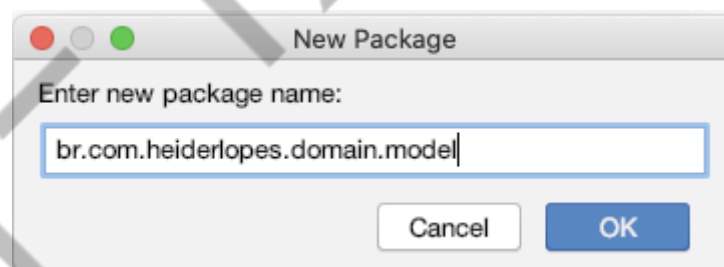 New Package
Enter new package name:
br.com.heiderlopes.domain.model
Cancel
OK